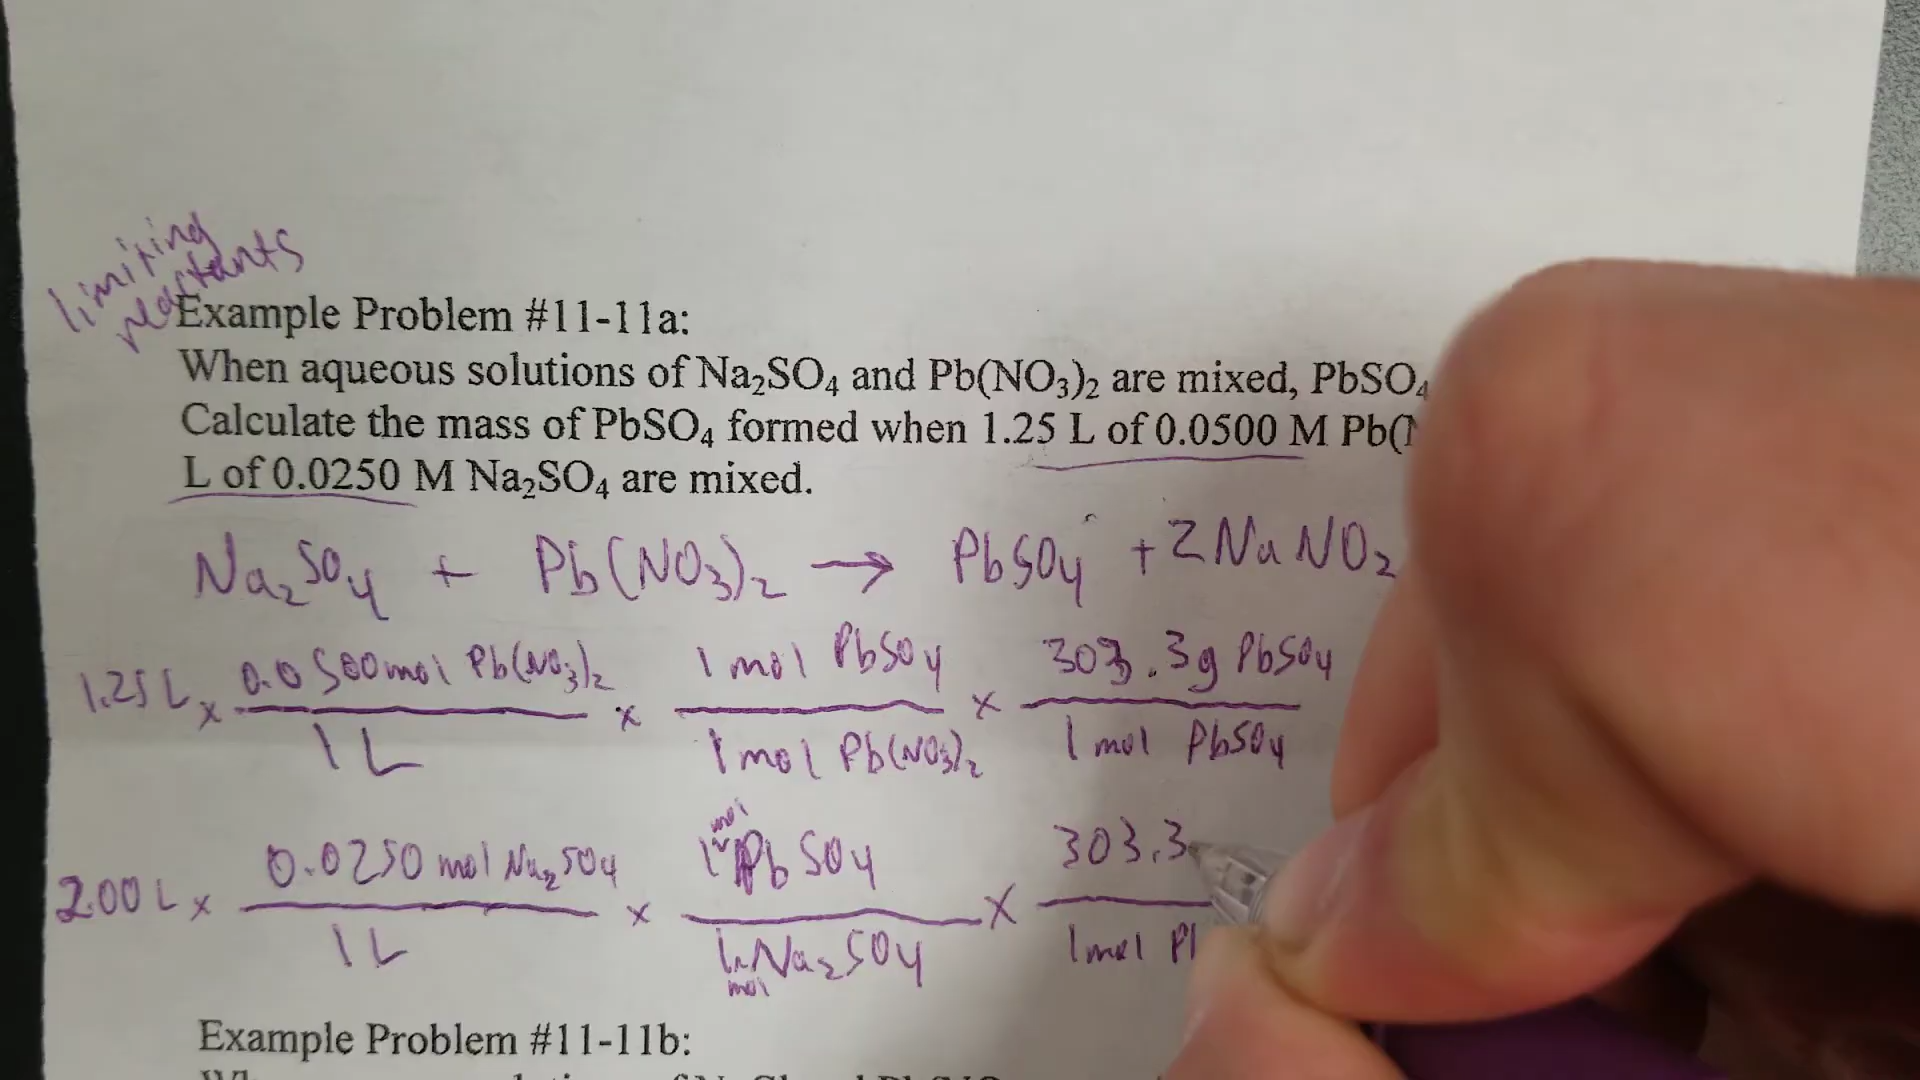 limiting
reactants
Example Problem #11-11a:
When aqueous solutions of Na₂SO₄ and Pb(NO₃)₂ are mixed, PbSO₄
Calculate the mass of PbSO₄ formed when 1.25 L of 0.0500 M Pb(
L of 0.0250 M Na₂SO₄ are mixed.
Na₂SO₄ + Pb(NO₃)₂ → PbSO₄ + 2NaNO₂
1.25 L x 0.0500 mol Pb(NO₃)₂ x 1 mol PbSO₄ x 303.3g PbSO₄
1 L 1 mol Pb(NO₃)₂ 1 mol PbSO₄
2.00 L x 0.0250 mol Na₂SO₄ x 1 mol PbSO₄ x 303.3
1 L 1 mol Na₂SO₄ 1 mol
Example Problem #11-11b: